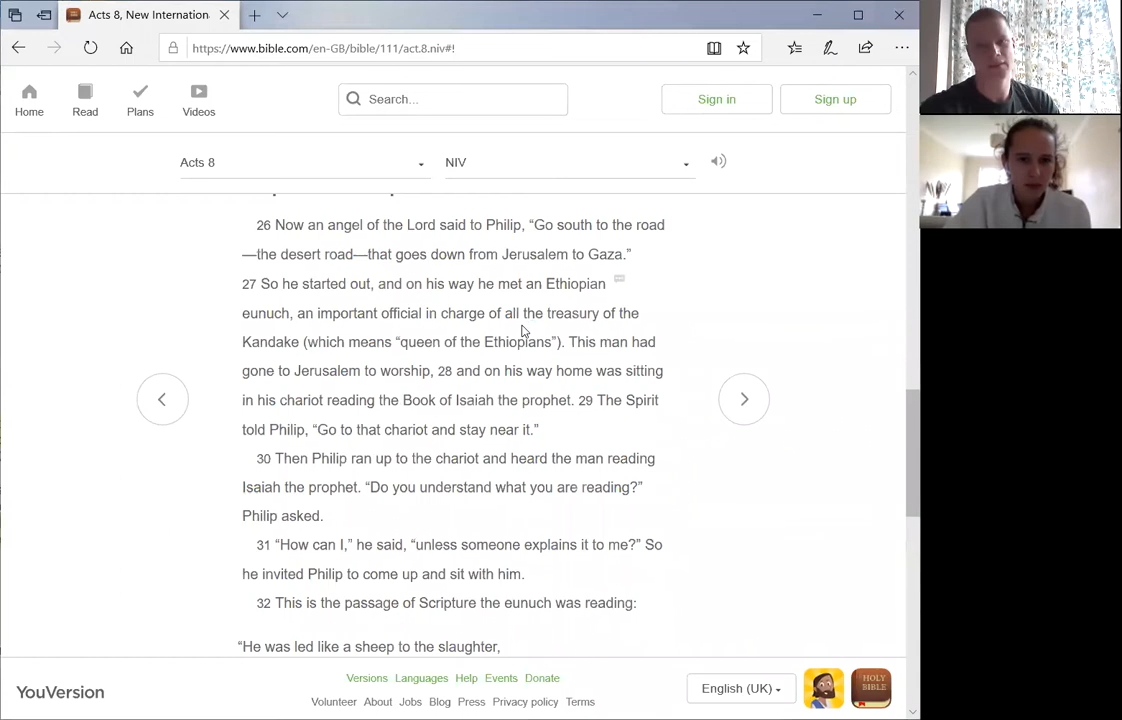 Acts 8, New Internationa
https://www.bible.com/en-GB/bible/111/act.8.niv#!
Home
Read
Plans
Videos
Search...
Sign in
Sign up
Acts 8
NIV
26 Now an angel of the Lord said to Philip, “Go south to the road
—the desert road—that goes down from Jerusalem to Gaza.”
27 So he started out, and on his way he met an Ethiopian
eunuch, an important official in charge of all the treasury of the
Kandake (which means “queen of the Ethiopians”). This man had
gone to Jerusalem to worship, 28 and on his way home was sitting
in his chariot reading the Book of Isaiah the prophet. 29 The Spirit
told Philip, “Go to that chariot and stay near it.”
30 Then Philip ran up to the chariot and heard the man reading
Isaiah the prophet. “Do you understand what you are reading?”
Philip asked.
31 “How can I,” he said, “unless someone explains it to me?” So
he invited Philip to come up and sit with him.
32 This is the passage of Scripture the eunuch was reading:
“He was led like a sheep to the slaughter,
YouVersion
Versions Languages Help Events Donate
Volunteer About Jobs Blog Press Privacy policy Terms
English (UK)
HOLY
BIBLE